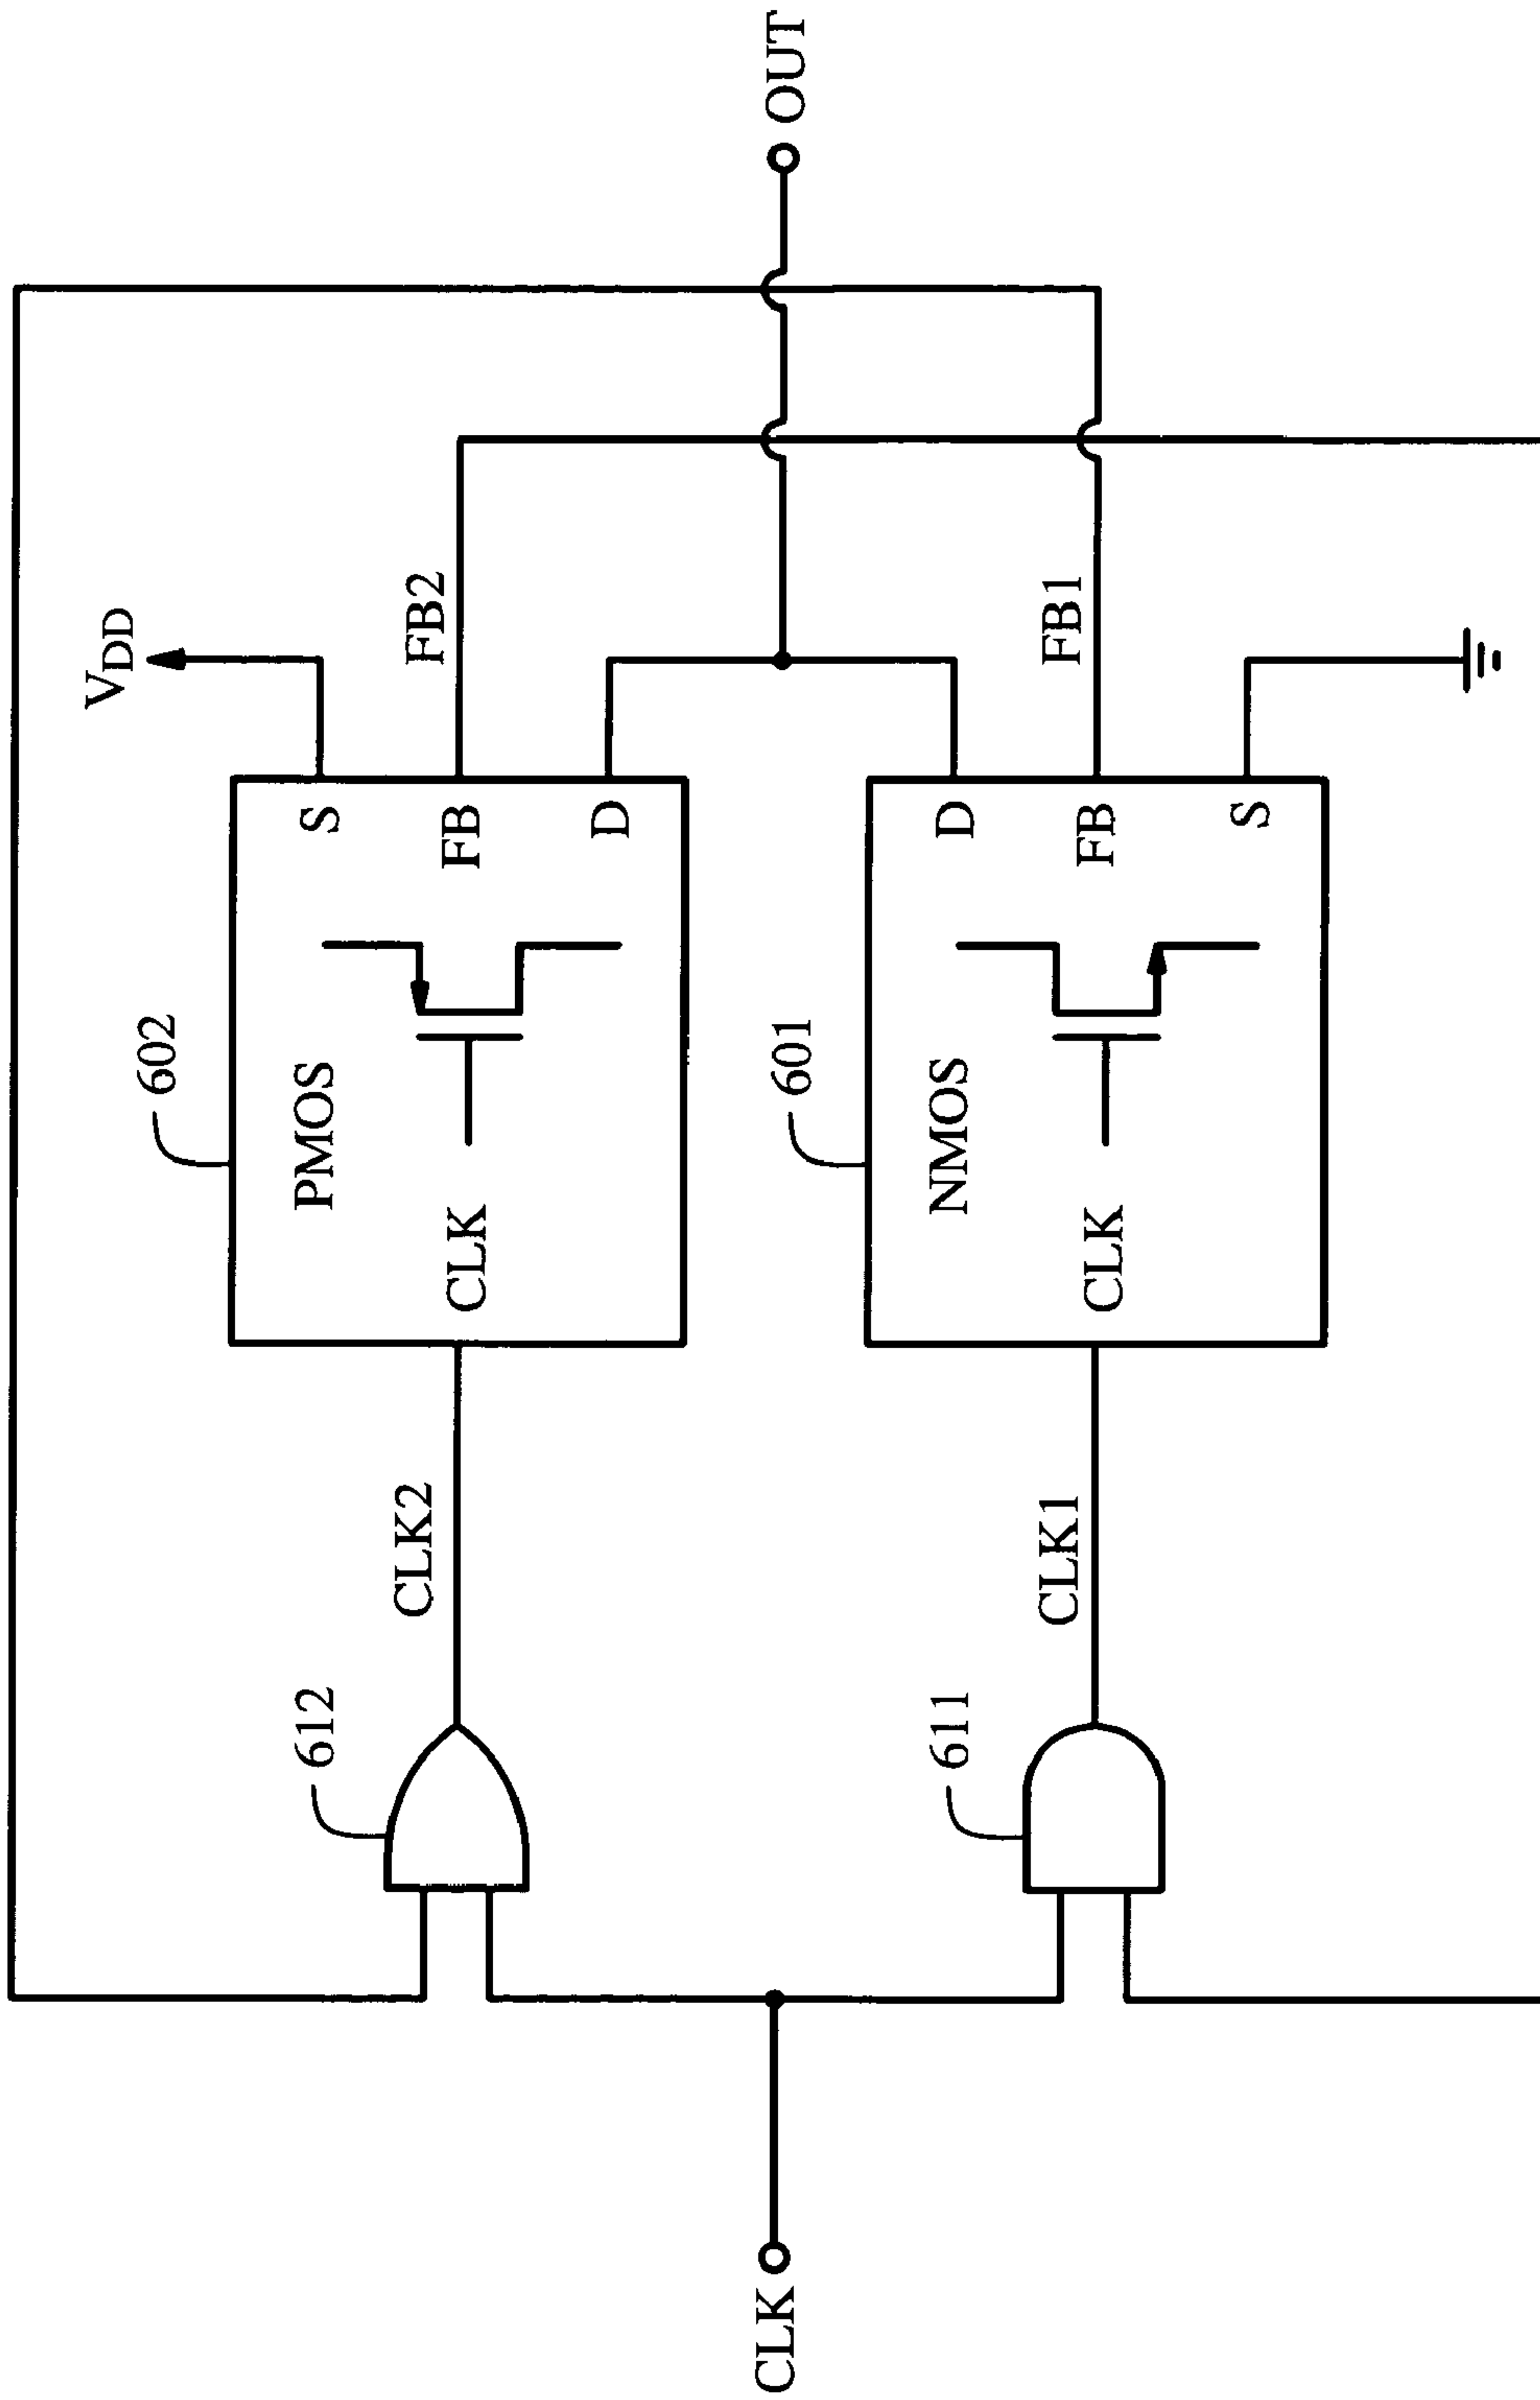 VDD
602
PMOS
S
CLK
FB
D
FB2
612
CLK2
CLK
OUT
601
NMOS
D
CLK
FB
S
FB1
611
CLK1